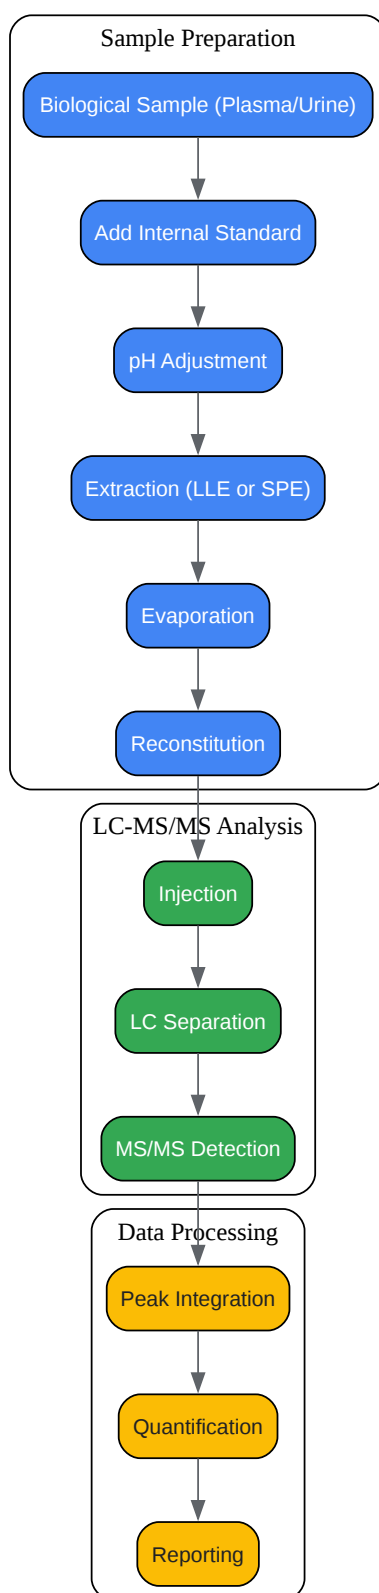 Sample Preparation
Biological Sample (Plasma/Urine)
Add Internal Standard
pH Adjustment
Extraction (LLE or SPE)
Evaporation
Reconstitution
LC-MS/MS Analysis
Injection
LC Separation
MS/MS Detection
Data Processing
Peak Integration
Quantification
Reporting